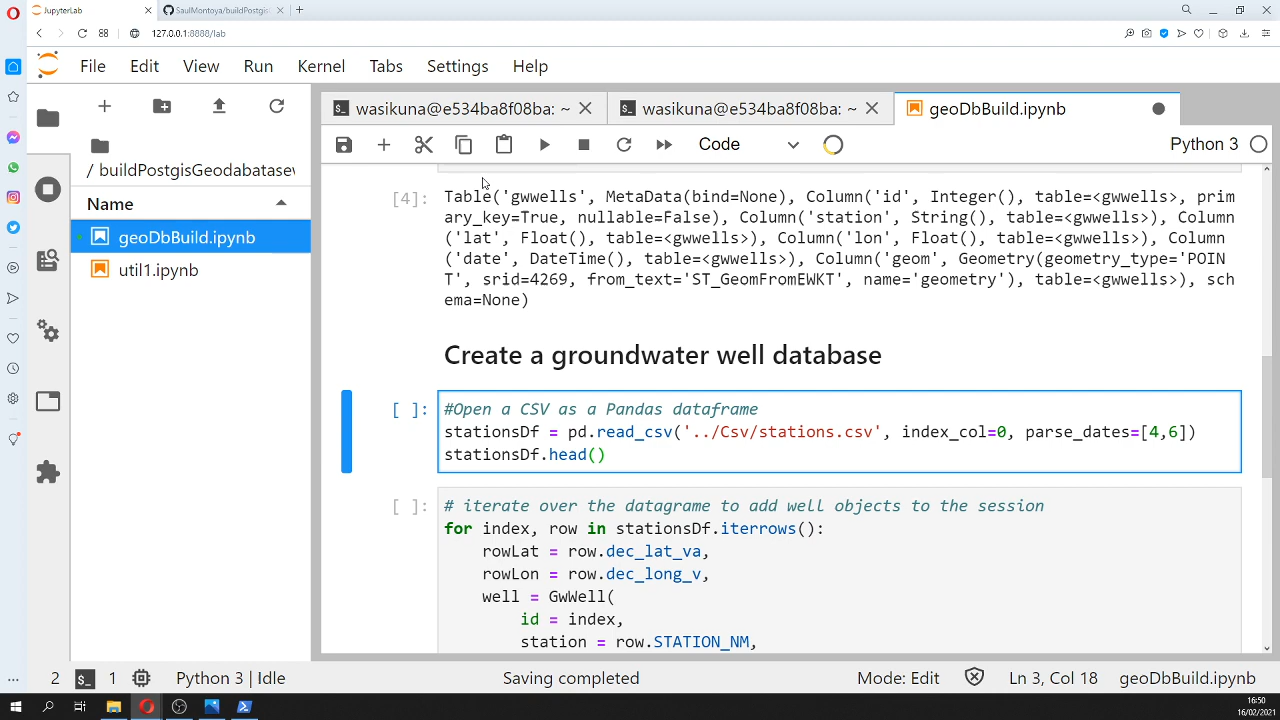 JupyterLab
SaulMontoya/buildPostgis
127.0.0.1:8888/lab
File Edit View Run Kernel Tabs Settings Help
wasikuna@e534ba8f08ba: ~
wasikuna@e534ba8f08ba: ~
geoDbBuild.ipynb
Code
Python 3
/ buildPostgisGeodabatasew
Name
geoDbBuild.ipynb
util1.ipynb
[4]: Table('gwwells', MetaData(bind=None), Column('id', Integer(), table=<gwwells>, prim
ary_key=True, nullable=False), Column('station', String(), table=<gwwells>), Column
('lat', Float(), table=<gwwells>), Column('lon', Float(), table=<gwwells>), Column
('date', DateTime(), table=<gwwells>), Column('geom', Geometry(geometry_type='POIN
T', srid=4269, from_text='ST_GeomFromEWKT', name='geometry'), table=<gwwells>), sch
ema=None)
Create a groundwater well database
[ ]: #Open a CSV as a Pandas dataframe
stationsDf = pd.read_csv('../Csv/stations.csv', index_col=0, parse_dates=[4,6])
stationsDf.head()
[ ]: # iterate over the datagrame to add well objects to the session
for index, row in stationsDf.iterrows():
rowLat = row.dec_lat_va,
rowLon = row.dec_long_v,
well = GwWell(
id = index,
station = row.STATION_NM,
2 $_ 1 Python 3 | Idle Saving completed Mode: Edit Ln 3, Col 18 geoDbBuild.ipynb
16:50
16/02/2021